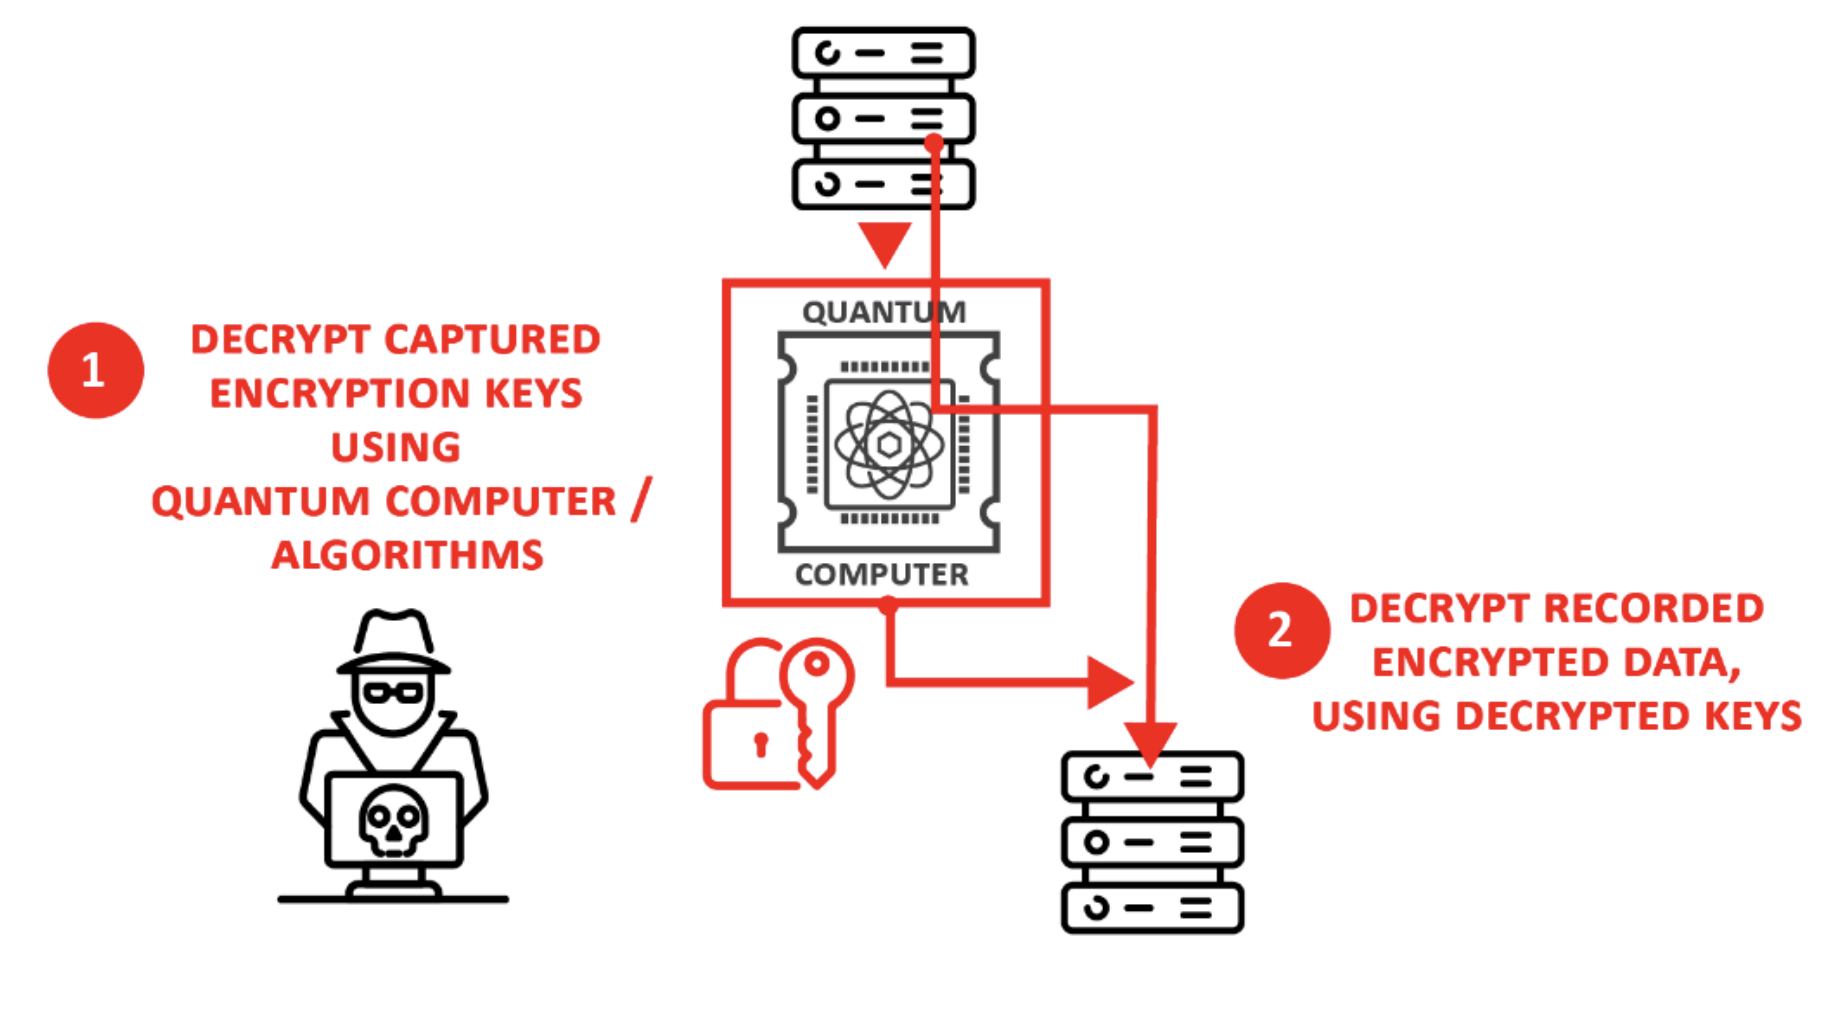 QUANTUM
COMPUTER
1
DECRYPT CAPTURED
ENCRYPTION KEYS
USING
QUANTUM COMPUTER /
ALGORITHMS
2
DECRYPT RECORDED
ENCRYPTED DATA,
USING DECRYPTED KEYS